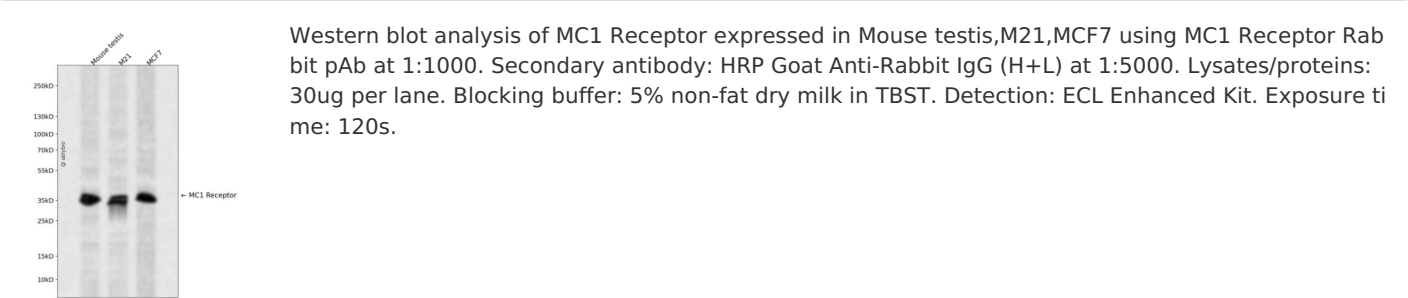 Mouse testis
M21
MCF7
250kD
130kD
100kD
70kD
55kD
35kD
25kD
15kD
10kD
← MC1 Receptor
Western blot analysis of MC1 Receptor expressed in Mouse testis,M21,MCF7 using MC1 Receptor Rab
bit pAb at 1:1000. Secondary antibody: HRP Goat Anti-Rabbit IgG (H+L) at 1:5000. Lysates/proteins:
30ug per lane. Blocking buffer: 5% non-fat dry milk in TBST. Detection: ECL Enhanced Kit. Exposure ti
me: 120s.